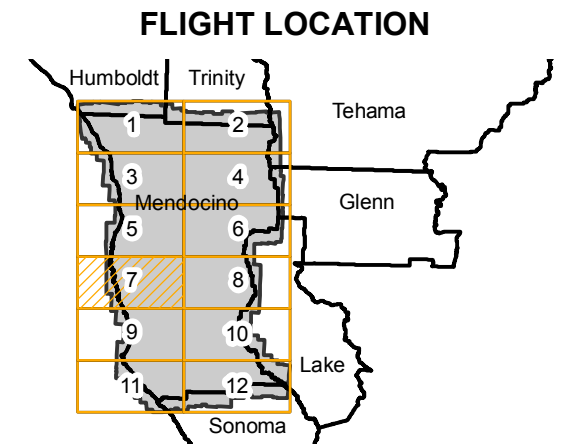 FLIGHT LOCATION
Humboldt Trinity
Tehama
1 2
3 4
Mendocino Glenn
5 6
7 8
9 10
Lake
11 12
Sonoma